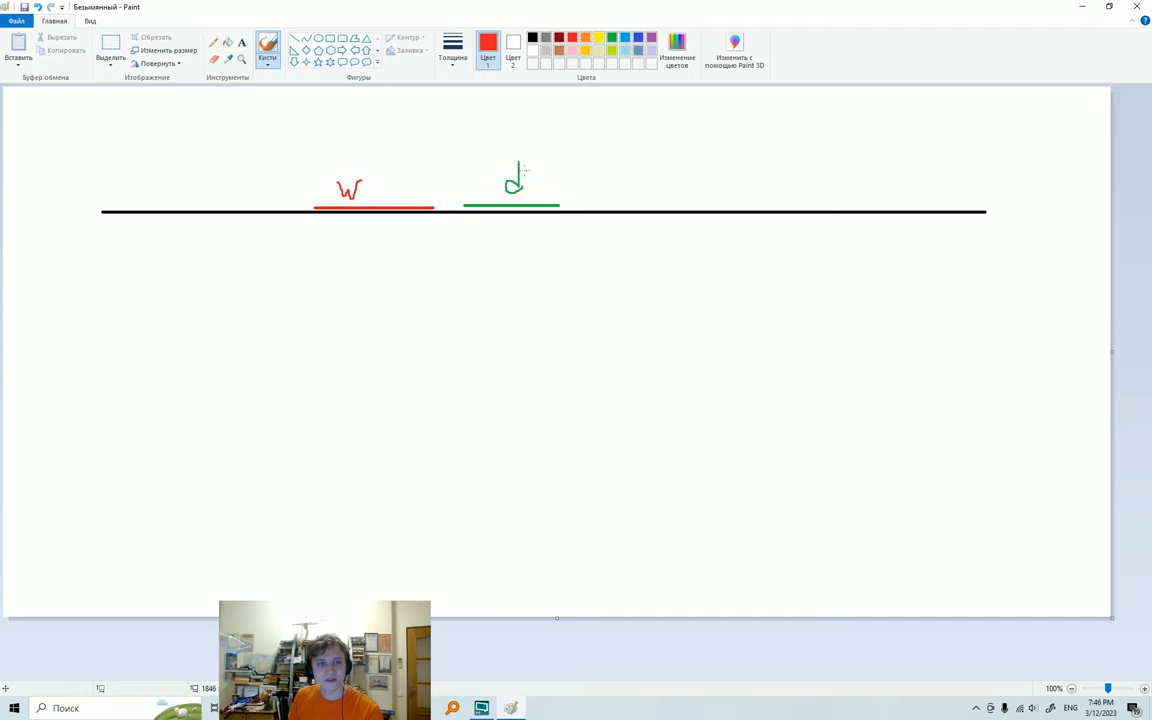 Безымянный - Paint
Файл Главная Вид
Вставить
Вырезать
Копировать
Буфер обмена
Выделить
Обрезать
Изменить размер
Повернуть
Изображение
A
Инструменты
Кисти
Контур
Заливка
Фигуры
Толщина
Цвет 1
Цвет 2
Цвета
Изменение цветов
Изменить с помощью Paint 3D
w d
100%
Поиск
ENG
7:46 PM
3/12/2023